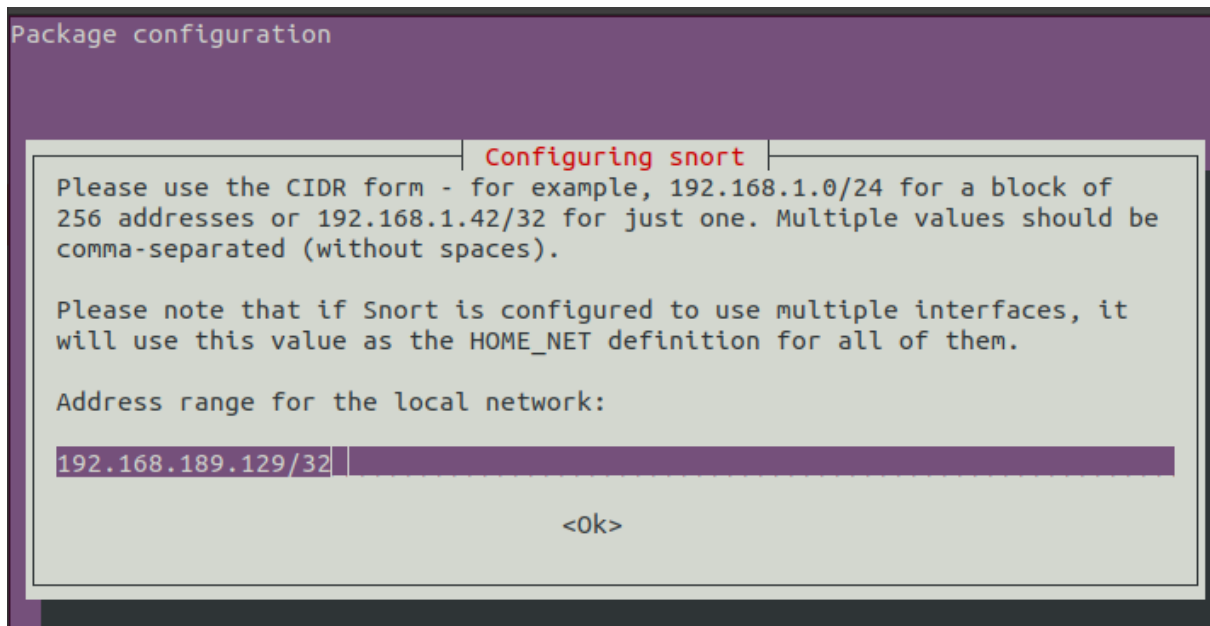 Package configuration
Configuring snort
Please use the CIDR form - for example, 192.168.1.0/24 for a block of
256 addresses or 192.168.1.42/32 for just one. Multiple values should be
comma-separated (without spaces).
Please note that if Snort is configured to use multiple interfaces, it
will use this value as the HOME_NET definition for all of them.
Address range for the local network:
192.168.189.129/32
<Ok>